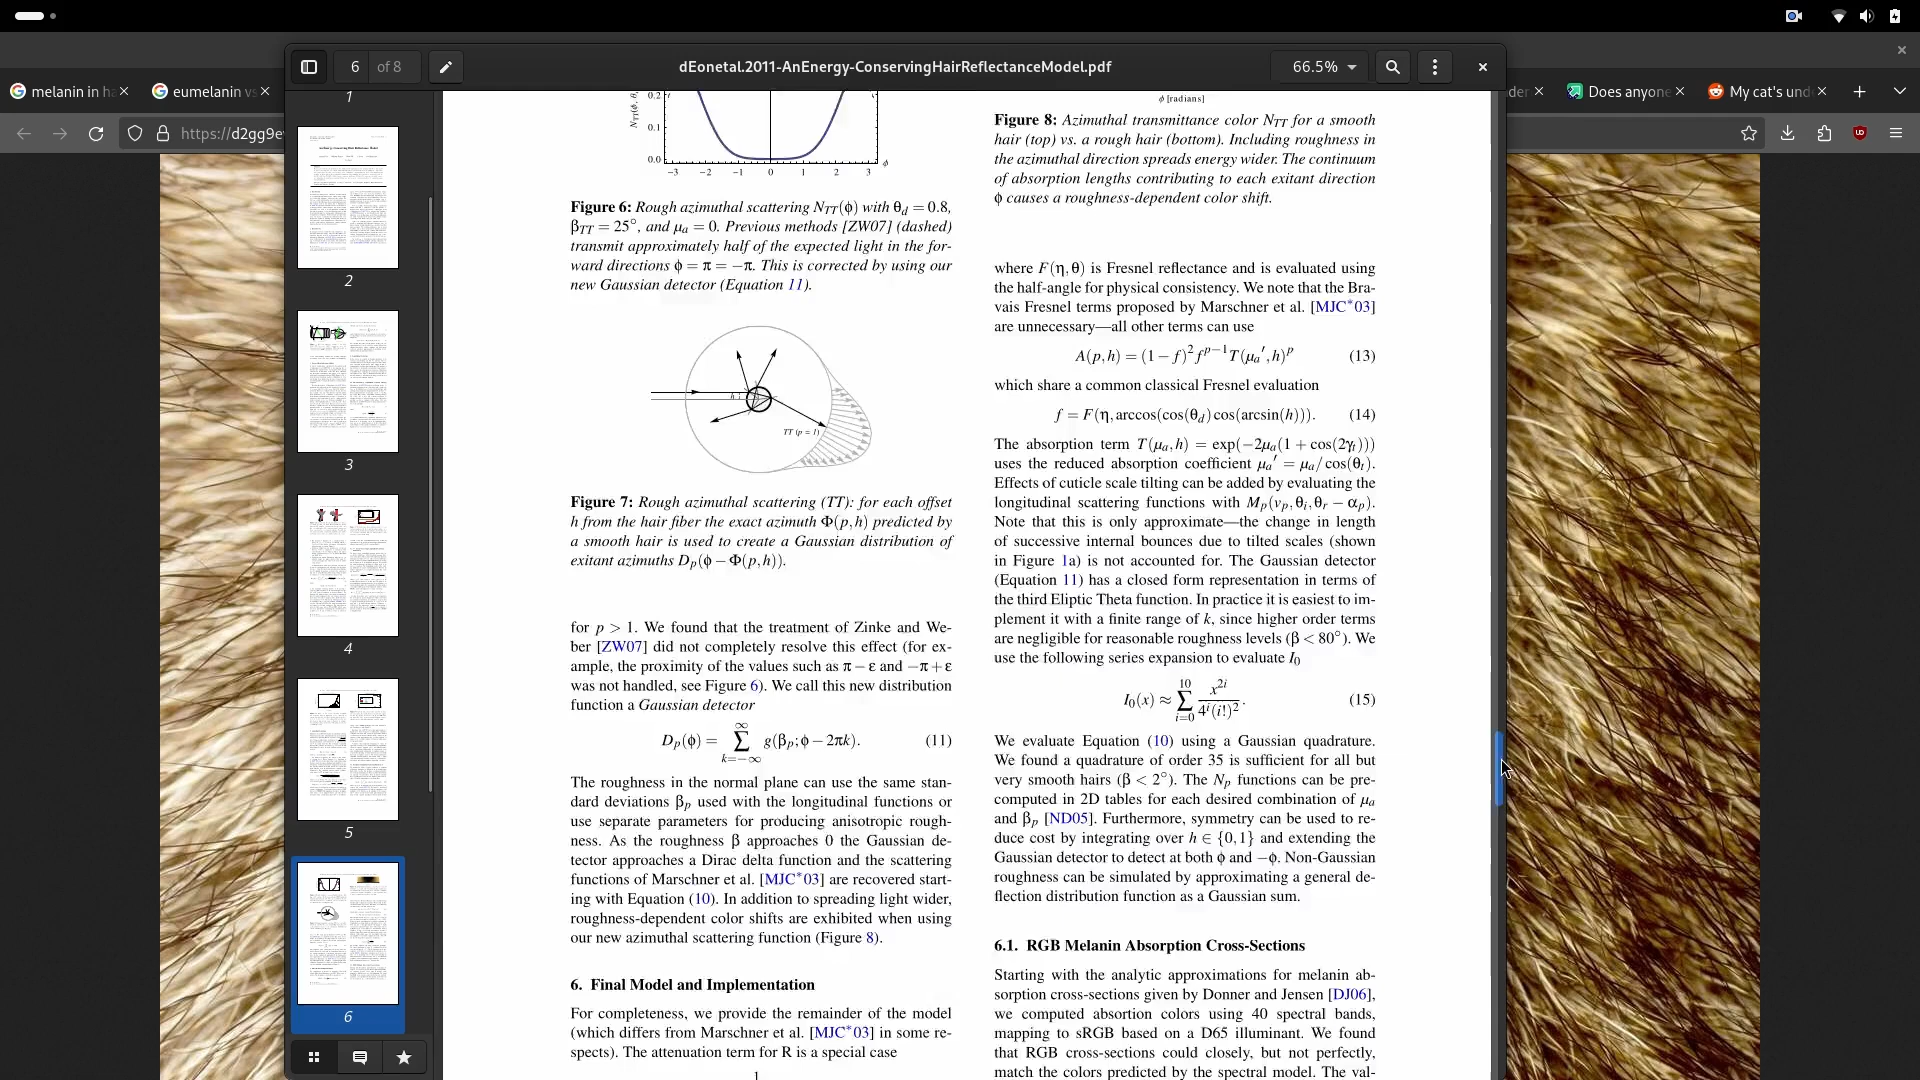 6 of 8
dEonetal.2011-AnEnergy-ConservingHairReflectanceModel.pdf
66.5%
melanin in ha
eumelanin vs
Does anyone
My cat's und
https://d2gg9e
1
2
3
4
5
6
0.2
0.1
0.0
−3 −2 −1 0 1 2 3
ϕ
Figure 6: Rough azimuthal scattering N_TT(ϕ) with θ_d = 0.8,
β_TT = 25°, and μ_a = 0. Previous methods [ZW07] (dashed)
transmit approximately half of the expected light in the for-
ward directions ϕ = π = −π. This is corrected by using our
new Gaussian detector (Equation 11).
TT (p = 1)
Figure 7: Rough azimuthal scattering (TT): for each offset
h from the hair fiber the exact azimuth Φ(p,h) predicted by
a smooth hair is used to create a Gaussian distribution of
exitant azimuths D_p(ϕ − Φ(p,h)).
for p > 1. We found that the treatment of Zinke and We-
ber [ZW07] did not completely resolve this effect (for ex-
ample, the proximity of the values such as π − ε and −π + ε
was not handled, see Figure 6). We call this new distribution
function a Gaussian detector
D_p(ϕ) = ∑_{k=−∞}^{∞} g(β_p; ϕ − 2πk). (11)
The roughness in the normal plane can use the same stan-
dard deviations β_p used with the longitudinal functions or
use separate parameters for producing anisotropic rough-
ness. As the roughness β approaches 0 the Gaussian de-
tector approaches a Dirac delta function and the scattering
functions of Marschner et al. [MJC*03] are recovered start-
ing with Equation (10). In addition to spreading light wider,
roughness-dependent color shifts are exhibited when using
our new azimuthal scattering function (Figure 8).
6. Final Model and Implementation
For completeness, we provide the remainder of the model
(which differs from Marschner et al. [MJC*03] in some re-
spects). The attenuation term for R is a special case
ϕ [radians]
Figure 8: Azimuthal transmittance color N_TT for a smooth
hair (top) vs. a rough hair (bottom). Including roughness in
the azimuthal direction spreads energy wider. The continuum
of absorption lengths contributing to each exitant direction
ϕ causes a roughness-dependent color shift.
where F(η,θ) is Fresnel reflectance and is evaluated using
the half-angle for physical consistency. We note that the Bra-
vais Fresnel terms proposed by Marschner et al. [MJC*03]
are unnecessary—all other terms can use
A(p,h) = (1 − f)² f^{p−1} T(μ_a′,h)^p (13)
which share a common classical Fresnel evaluation
f = F(η, arccos(cos(θ_d) cos(arcsin(h))). (14)
The absorption term T(μ_a,h) = exp(−2μ_a(1 + cos(2γ_t)))
uses the reduced absorption coefficient μ_a′ = μ_a/cos(θ_t).
Effects of cuticle scale tilting can be added by evaluating the
longitudinal scattering functions with M_p(v_p,θ_i,θ_r − α_p).
Note that this is only approximate—the change in length
of successive internal bounces due to tilted scales (shown
in Figure 1a) is not accounted for. The Gaussian detector
(Equation 11) has a closed form representation in terms of
the third Eliptic Theta function. In practice it is easiest to im-
plement it with a finite range of k, since higher order terms
are negligible for reasonable roughness levels (β < 80°). We
use the following series expansion to evaluate I_0
I_0(x) ≈ ∑_{i=0}^{10} x^{2i} / 4^i(i!)². (15)
We evaluate Equation (10) using a Gaussian quadrature.
We found a quadrature of order 35 is sufficient for all but
very smooth hairs (β < 2°). The N_p functions can be pre-
computed in 2D tables for each desired combination of μ_a
and β_p [ND05]. Furthermore, symmetry can be used to re-
duce cost by integrating over h ∈ {0,1} and extending the
Gaussian detector to detect at both ϕ and −ϕ. Non-Gaussian
roughness can be simulated by approximating a general de-
flection distribution function as a Gaussian sum.
6.1. RGB Melanin Absorption Cross-Sections
Starting with the analytic approximations for melanin ab-
sorption cross-sections given by Donner and Jensen [DJ06],
we computed absortion colors using 40 spectral bands,
mapping to sRGB based on a D65 illuminant. We found
that RGB cross-sections could closely, but not perfectly,
match the colors predicted by the spectral model. The val-